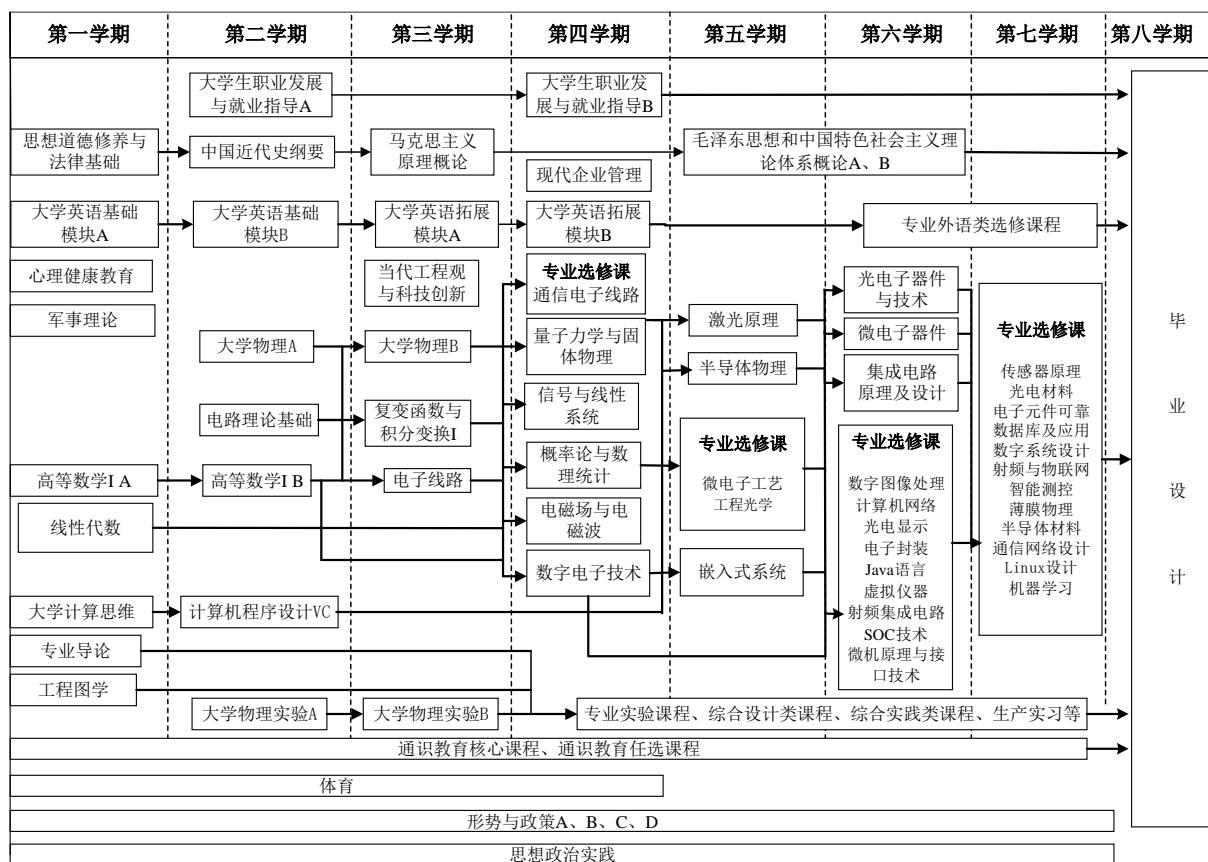 第一学期
第二学期
第三学期
第四学期
第五学期
第六学期
第七学期
第八学期
大学生职业发展
与就业指导A
大学生职业发
展与就业指导B
思想道德修养与
法律基础
中国近代史纲要
马克思主义
原理概论
毛泽东思想和中国特色社会主义理
论体系概论A、B
现代企业管理
大学英语基础
模块A
大学英语基础
模块B
大学英语拓展
模块A
大学英语拓展
模块B
专业外语类选修课程
心理健康教育
当代工程观
与科技创新
专业选修课
通信电子线路
光电子器件
与技术
军事理论
大学物理A
大学物理B
量子力学与固
体物理
激光原理
微电子器件
半导体物理
集成电路
原理及设计
专业选修课
传感器原理
光电材料
电子元件可靠
数据库及应用
数字系统设计
射频与物联网
智能测控
薄膜物理
半导体材料
通信网络设计
Linux设计
机器学习
电路理论基础
复变函数与
积分变换I
信号与线性
系统
高等数学I A
高等数学I B
电子线路
概率论与数
理统计
专业选修课
微电子工艺
工程光学
专业选修课
数字图像处理
计算机网络
光电显示
电子封装
Java语言
虚拟仪器
射频集成电路
SOC技术
微机原理与接
口技术
线性代数
电磁场与电
磁波
数字电子技术
嵌入式系统
大学计算思维
计算机程序设计VC
专业导论
工程图学
大学物理实验A
大学物理实验B
专业实验课程、综合设计类课程、综合实践类课程、生产实习等
毕
业
设
计
通识教育核心课程、通识教育任选课程
体育
形势与政策A、B、C、D
思想政治实践